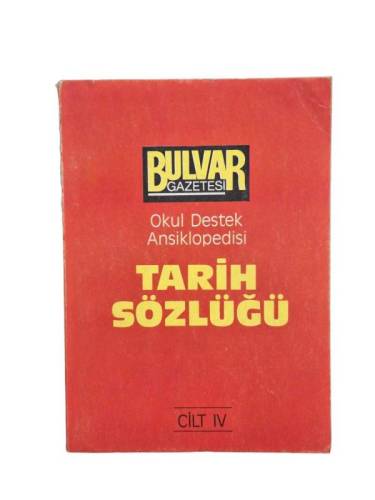 BULVAR
GAZETESİ
Okul Destek
Ansiklopedisi
TARİH
SÖZLÜĞÜ
CİLT IV